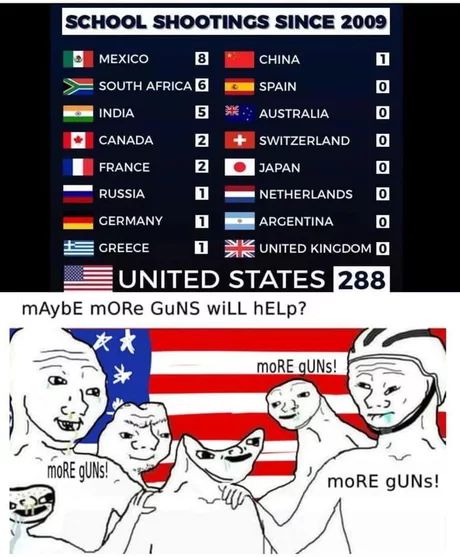 SCHOOL SHOOTINGS SINCE 2009
MEXICO 8 CHINA 1
SOUTH AFRICA 6 SPAIN 0
INDIA 5 AUSTRALIA 0
CANADA 2 SWITZERLAND 0
FRANCE 2 JAPAN 0
RUSSIA 1 NETHERLANDS 0
GERMANY 1 ARGENTINA 0
GREECE 1 UNITED KINGDOM 0
UNITED STATES 288
mAybE mORe GuNS wiLL hELp?
moRE gUNs!
moRE gUNs!
moRE gUNs!